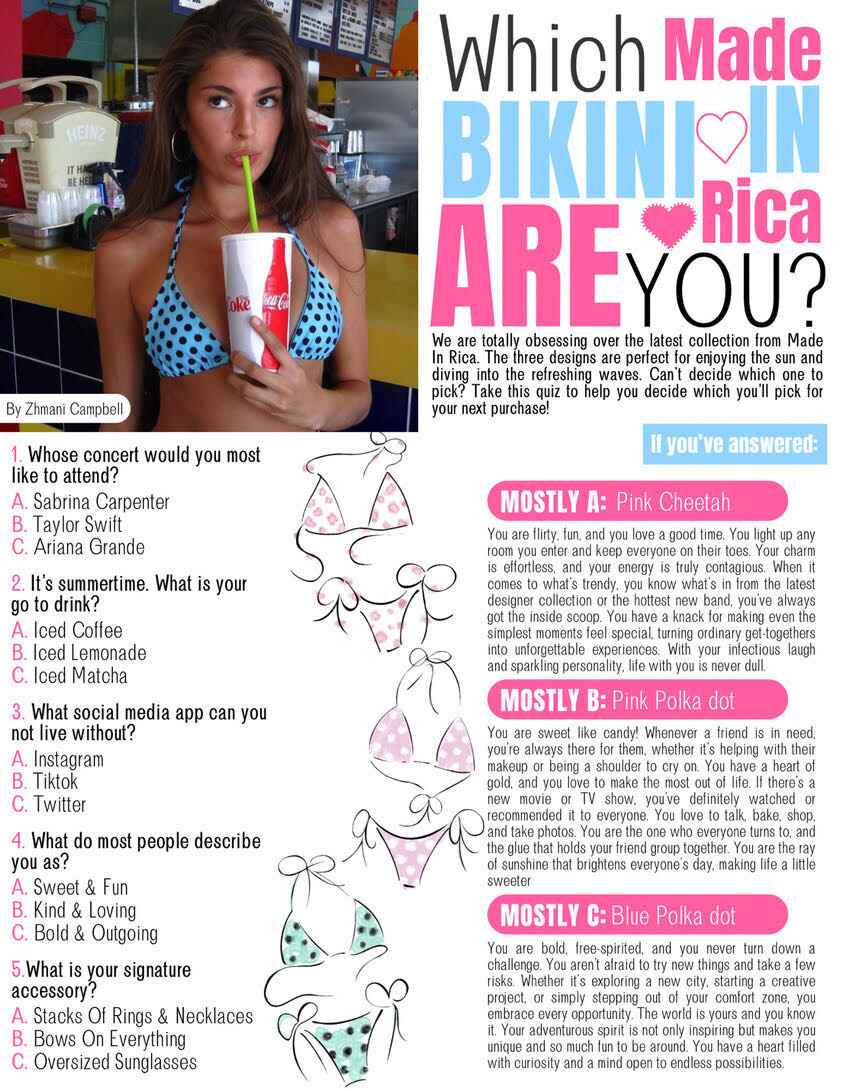 HEINZ
IT HA
BE HE
Coke
Coca-Co
By Zhmani Campbell
Which Made
BIKINI IN
ARE Rica
YOU?
We are totally obsessing over the latest collection from Made
In Rica. The three designs are perfect for enjoying the sun and
diving into the refreshing waves. Can't decide which one to
pick? Take this quiz to help you decide which you'll pick for
your next purchase!
1. Whose concert would you most
like to attend?
A. Sabrina Carpenter
B. Taylor Swift
C. Ariana Grande
2. It's summertime. What is your
go to drink?
A. Iced Coffee
B. Iced Lemonade
C. Iced Matcha
3. What social media app can you
not live without?
A. Instagram
B. Tiktok
C. Twitter
4. What do most people describe
you as?
A. Sweet & Fun
B. Kind & Loving
C. Bold & Outgoing
5.What is your signature
accessory?
A. Stacks Of Rings & Necklaces
B. Bows On Everything
C. Oversized Sunglasses
If you've answered:
MOSTLY A: Pink Cheetah
You are flirty, fun, and you love a good time. You light up any
room you enter and keep everyone on their toes. Your charm
is effortless, and your energy is truly contagious. When it
comes to what's trendy, you know what's in from the latest
designer collection or the hottest new band, you've always
got the inside scoop. You have a knack for making even the
simplest moments feel special, turning ordinary get-togethers
into unforgettable experiences. With your infectious laugh
and sparkling personality, life with you is never dull.
MOSTLY B: Pink Polka dot
You are sweet like candy! Whenever a friend is in need,
you're always there for them, whether it's helping with their
makeup or being a shoulder to cry on. You have a heart of
gold, and you love to make the most out of life. If there's a
new movie or TV show, you've definitely watched or
recommended it to everyone. You love to talk, bake, shop,
and take photos. You are the one who everyone turns to, and
the glue that holds your friend group together. You are the ray
of sunshine that brightens everyone's day, making life a little
sweeter
MOSTLY C: Blue Polka dot
You are bold, free-spirited, and you never turn down a
challenge. You aren't afraid to try new things and take a few
risks. Whether it's exploring a new city, starting a creative
project, or simply stepping out of your comfort zone, you
embrace every opportunity. The world is yours and you know
it. Your adventurous spirit is not only inspiring but makes you
unique and so much fun to be around. You have a heart filled
with curiosity and a mind open to endless possibilities.